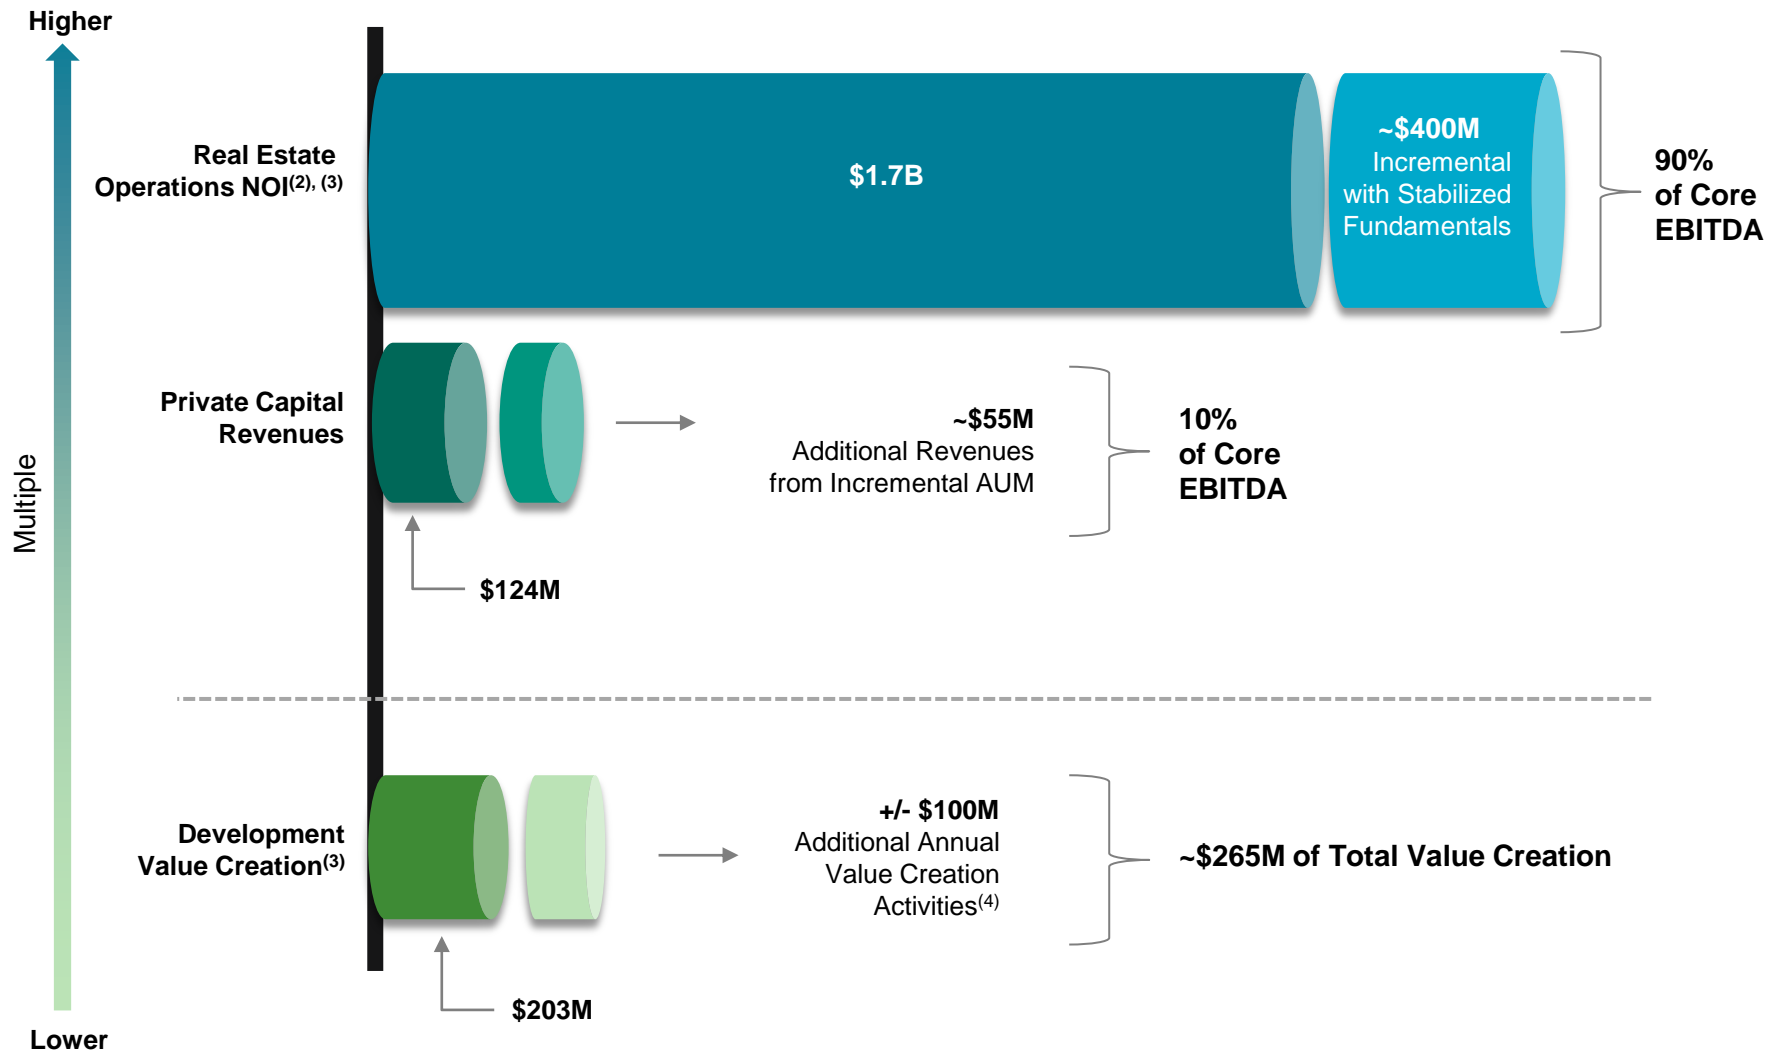 Higher
Real Estate
Operations NOI(2), (3)
$1.7B
~$400M
Incremental
with Stabilized
Fundamentals
90%
of Core
EBITDA
Private Capital
Revenues
~$55M
Additional Revenues
from Incremental AUM
10%
of Core
EBITDA
Multiple
$124M
Development
Value Creation(3)
+/- $100M
Additional Annual
Value Creation
Activities(4)
~$265M of Total Value Creation
$203M
Lower